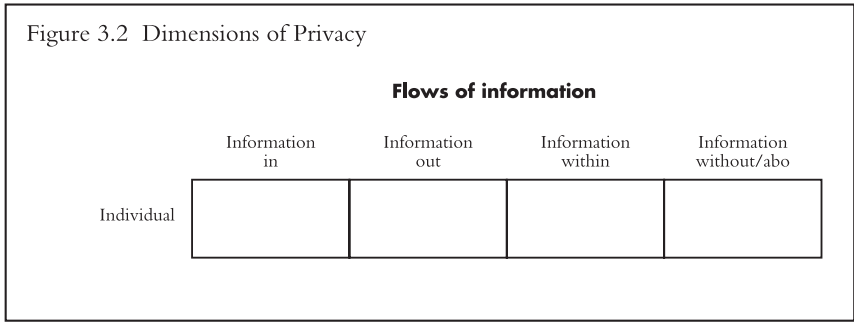 Figure 3.2 Dimensions of Privacy
Flows of information
Information in
Information out
Information within
Information without/abo
Individual